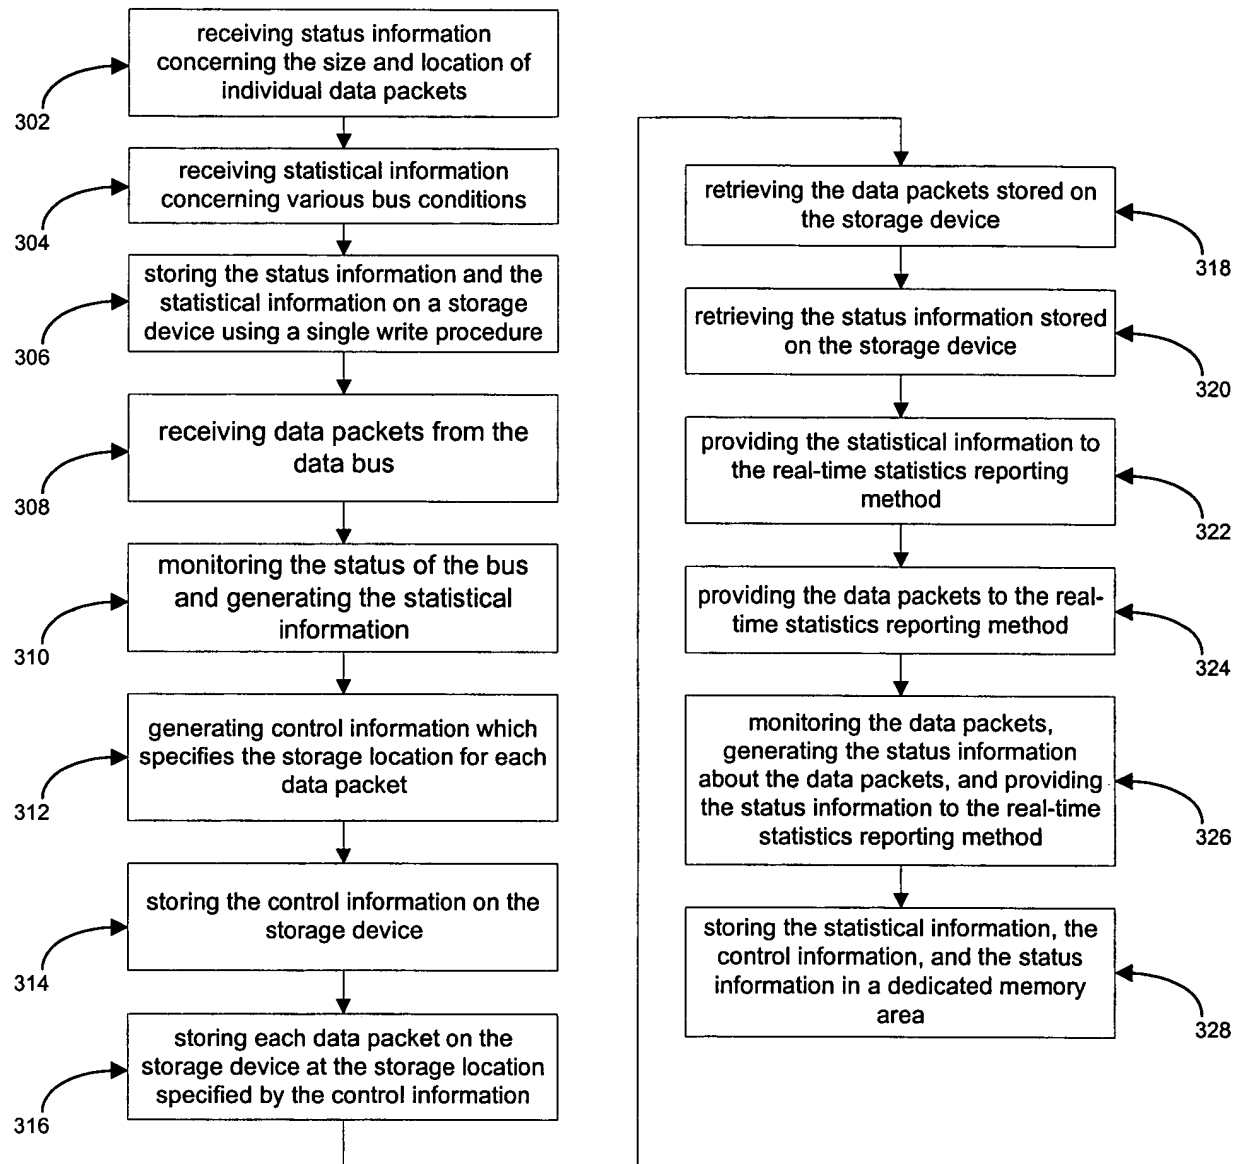 receiving status information
concerning the size and location of
individual data packets
302
receiving statistical information
concerning various bus conditions
304
storing the status information and the
statistical information on a storage
device using a single write procedure
306
receiving data packets from the
data bus
308
monitoring the status of the bus
and generating the statistical
information
310
generating control information which
specifies the storage location for each
data packet
312
storing the control information on the
storage device
314
storing each data packet on the
storage device at the storage location
specified by the control information
316
retrieving the data packets stored on
the storage device
318
retrieving the status information stored
on the storage device
320
providing the statistical information to
the real-time statistics reporting
method
322
providing the data packets to the real-
time statistics reporting method
324
monitoring the data packets,
generating the status information
about the data packets, and providing
the status information to the real-time
statistics reporting method
326
storing the statistical information, the
control information, and the status
information in a dedicated memory
area
328